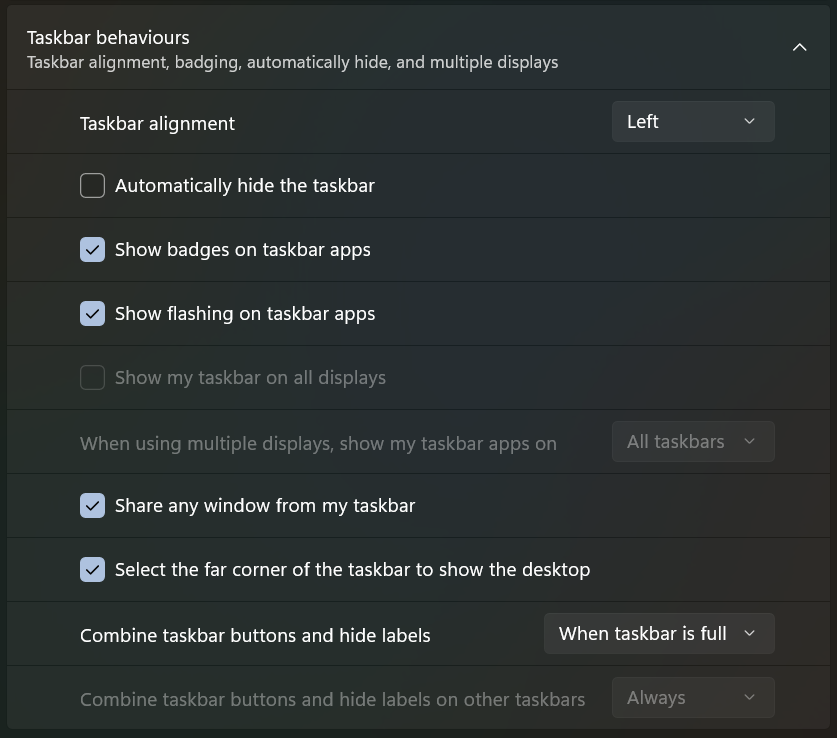 Taskbar behaviours
Taskbar alignment, badging, automatically hide, and multiple displays
Taskbar alignment
Left
Automatically hide the taskbar
Show badges on taskbar apps
Show flashing on taskbar apps
Show my taskbar on all displays
When using multiple displays, show my taskbar apps on
All taskbars
Share any window from my taskbar
Select the far corner of the taskbar to show the desktop
Combine taskbar buttons and hide labels
When taskbar is full
Combine taskbar buttons and hide labels on other taskbars
Always